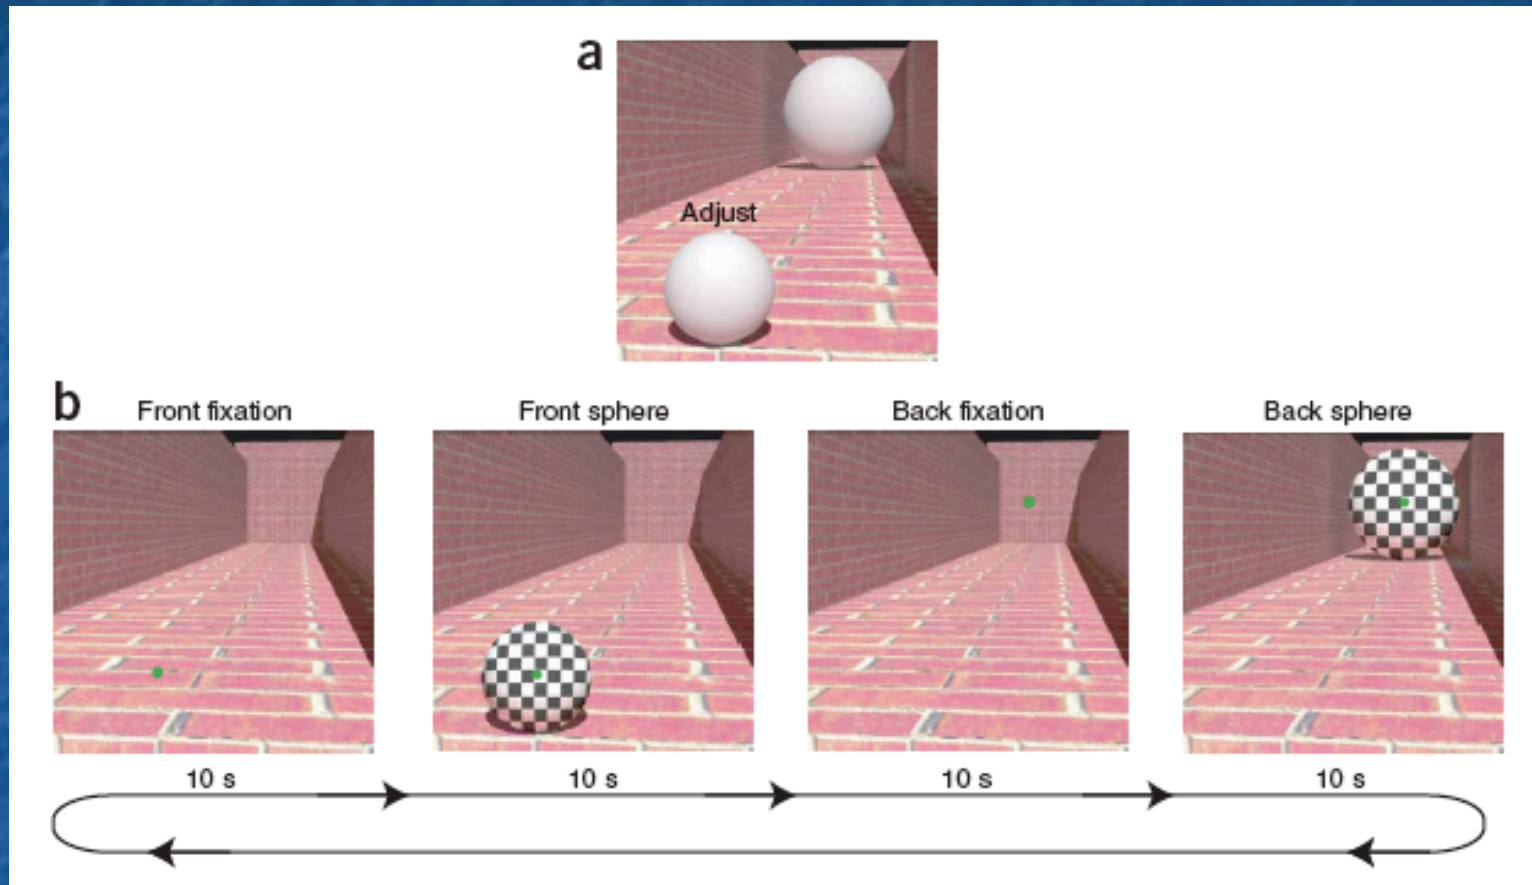 a
Adjust
b
Front fixation
Front sphere
Back fixation
Back sphere
10 s
10 s
10 s
10 s